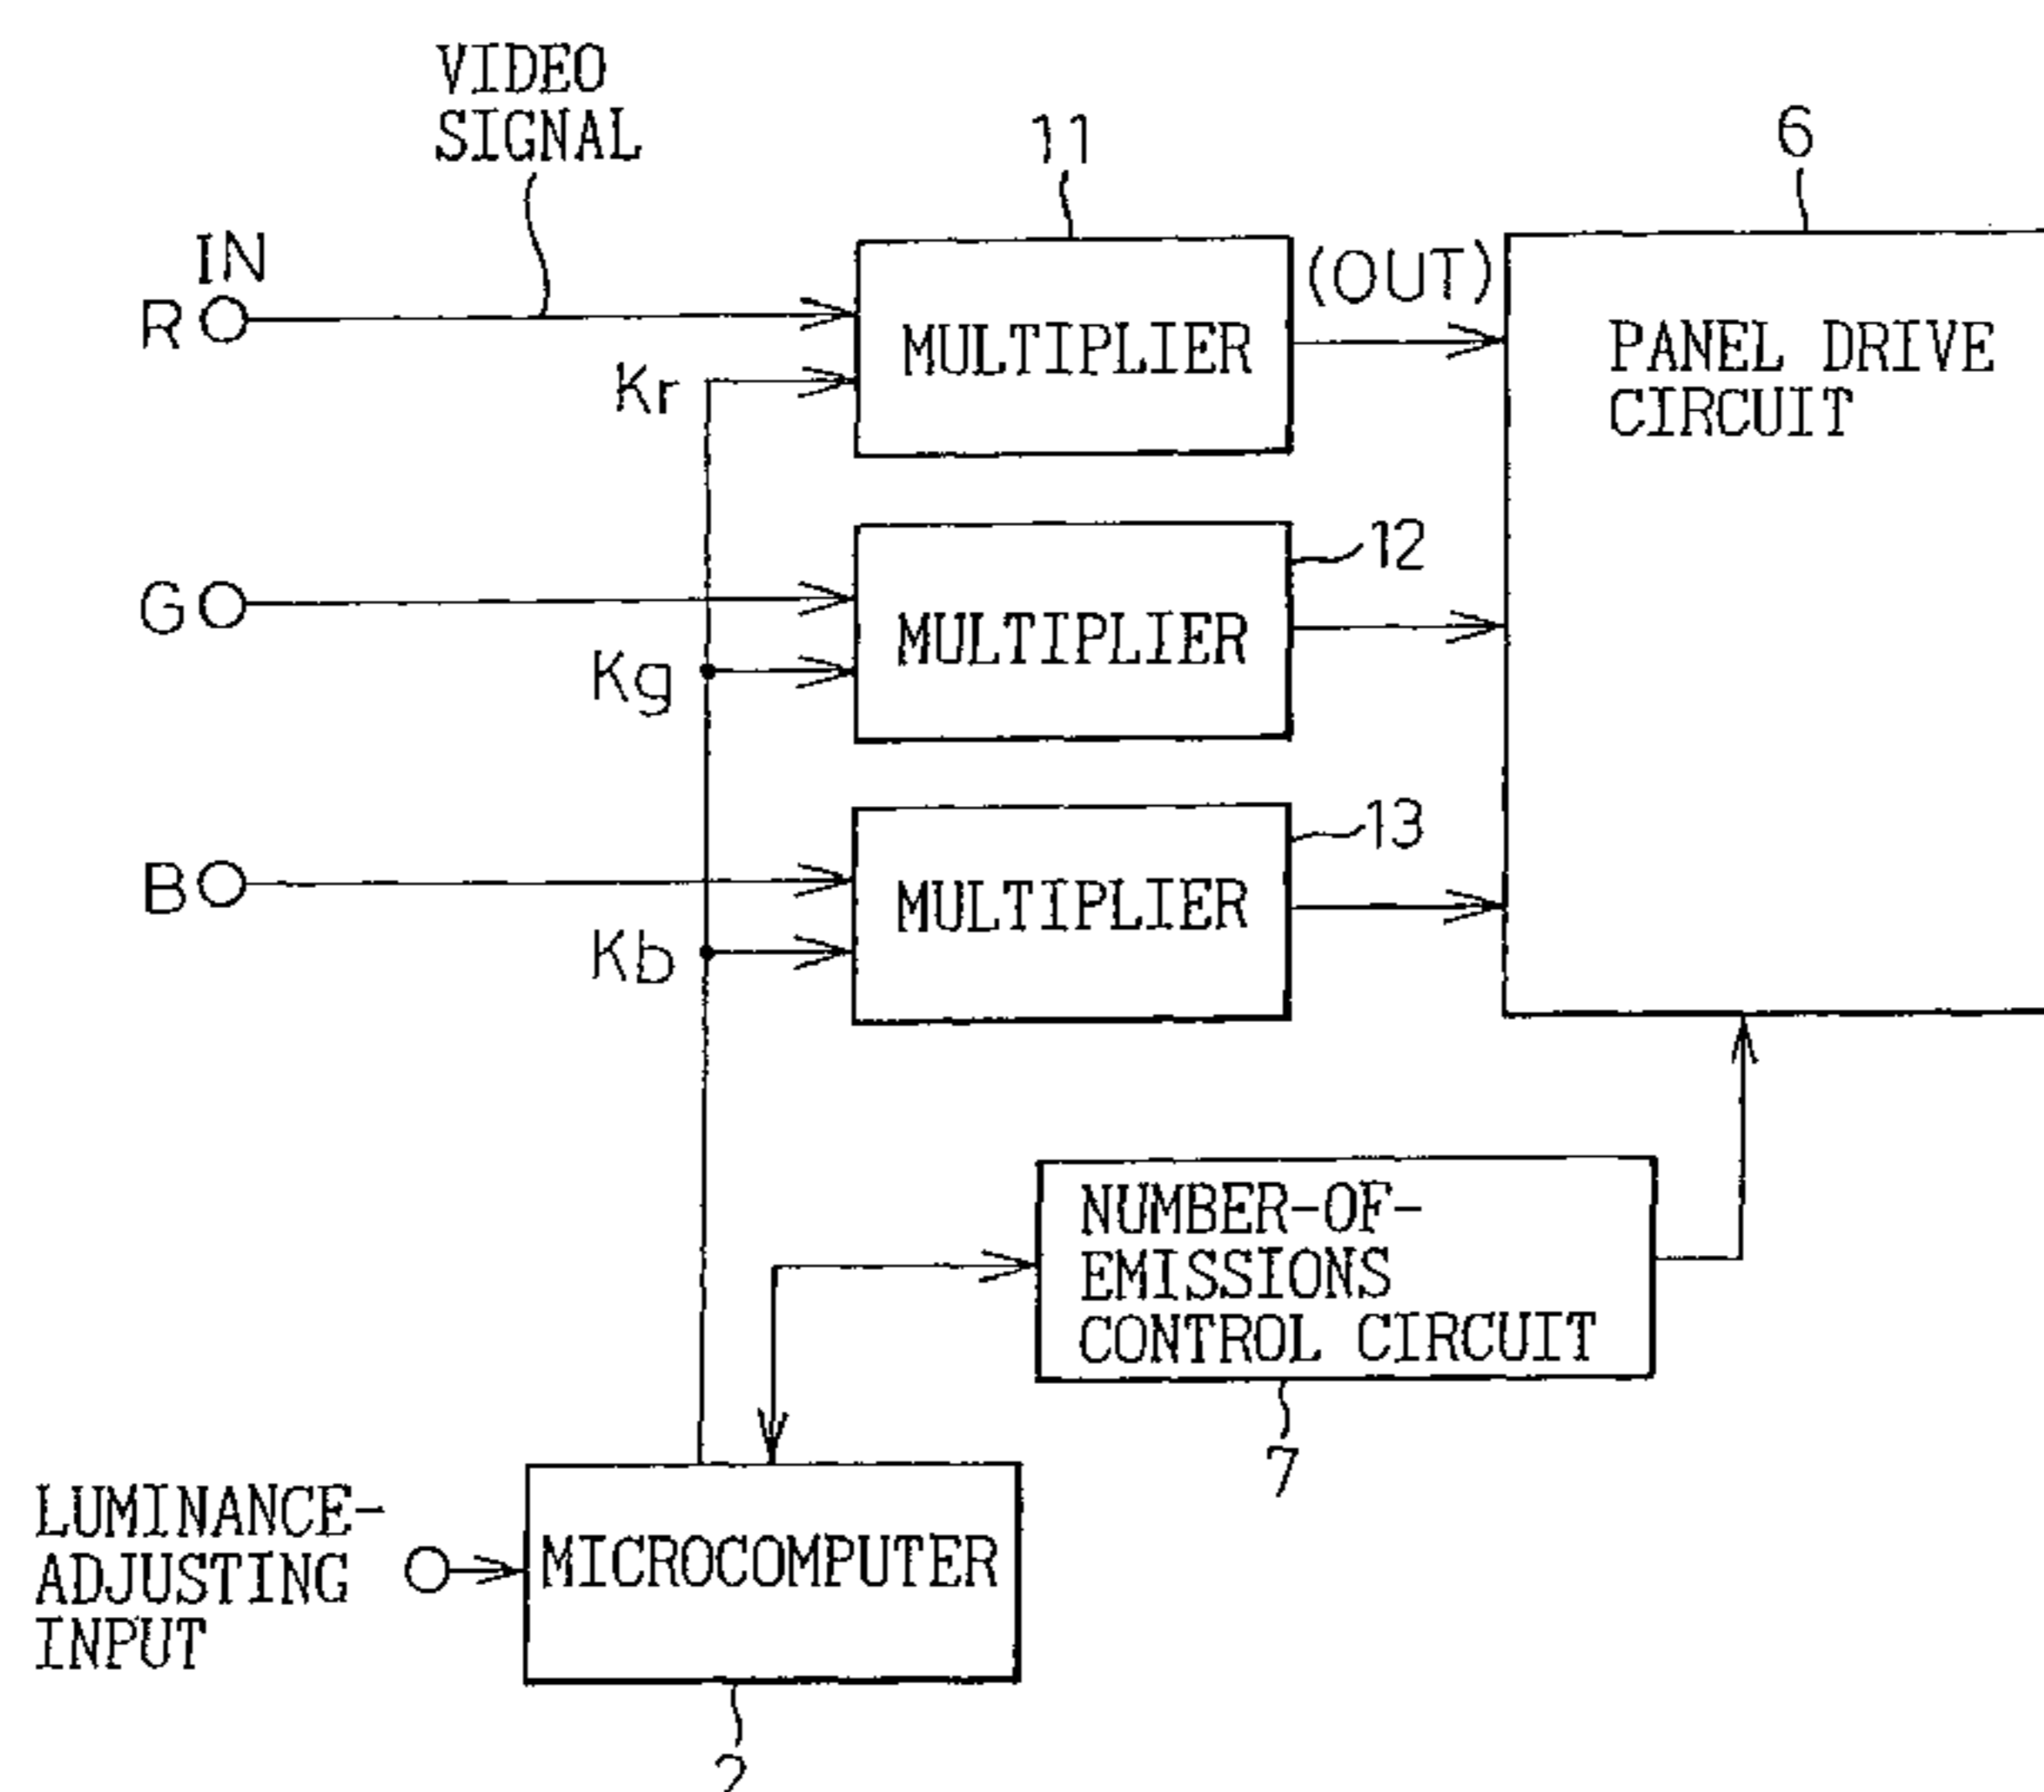 VIDEO
SIGNAL
11
6
IN
R
(OUT)
MULTIPLIER
PANEL DRIVE
CIRCUIT
Kr
12
G
MULTIPLIER
Kg
13
B
MULTIPLIER
Kb
NUMBER-OF-
EMISSIONS
CONTROL CIRCUIT
7
LUMINANCE-
ADJUSTING
INPUT
MICROCOMPUTER
2